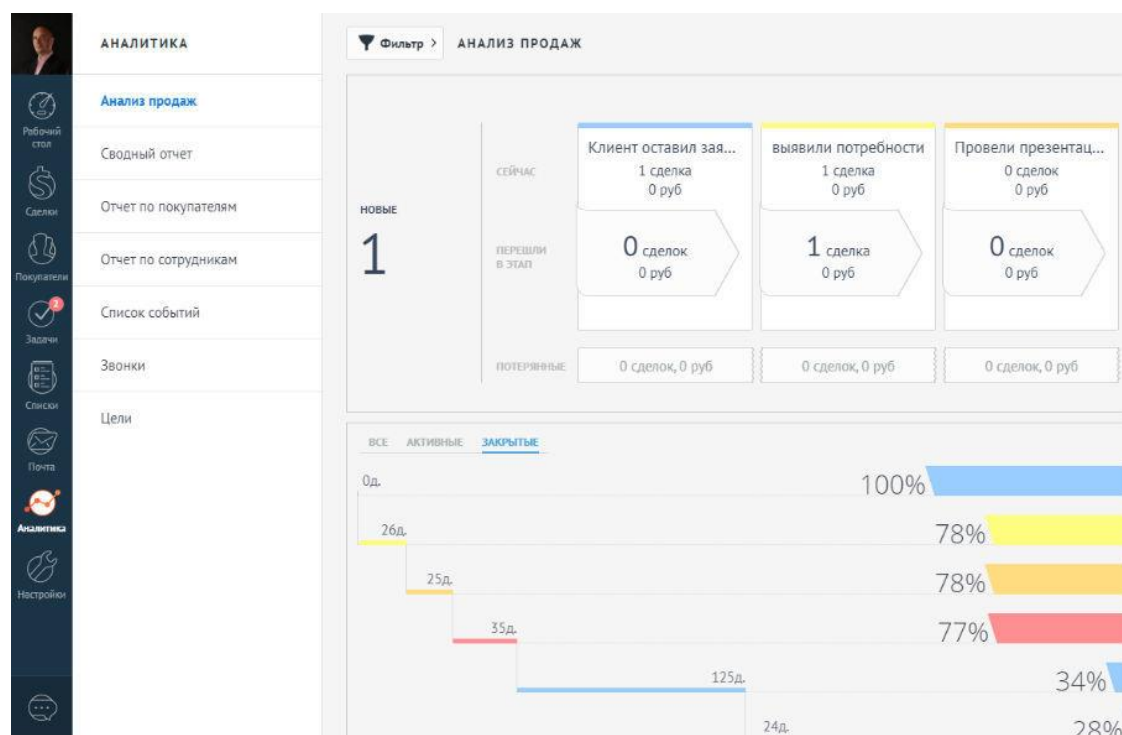 АНАЛИТИКА
Фильтр >
АНАЛИЗ ПРОДАЖ
Рабочий
стол
Сделки
Покупатели
2
Задачи
Списки
Почта
Аналитика
Настройки
Анализ продаж
Сводный отчет
Отчет по покупателям
Отчет по сотрудникам
Список событий
Звонки
Цели
НОВЫЕ
1
СЕЙЧАС
ПЕРЕШЛИ
В ЭТАП
ПОТЕРЯННЫЕ
Клиент оставил зая...
1 сделка
0 руб
0 сделок
0 руб
0 сделок, 0 руб
выявили потребности
1 сделка
0 руб
1 сделка
0 руб
0 сделок, 0 руб
Провели презентац...
0 сделок
0 руб
0 сделок
0 руб
0 сделок, 0 руб
ВСЕ АКТИВНЫЕ ЗАКРЫТЫЕ
0д. 100%
26д. 78%
25д. 78%
35д. 77%
125д. 34%
24д. 28%